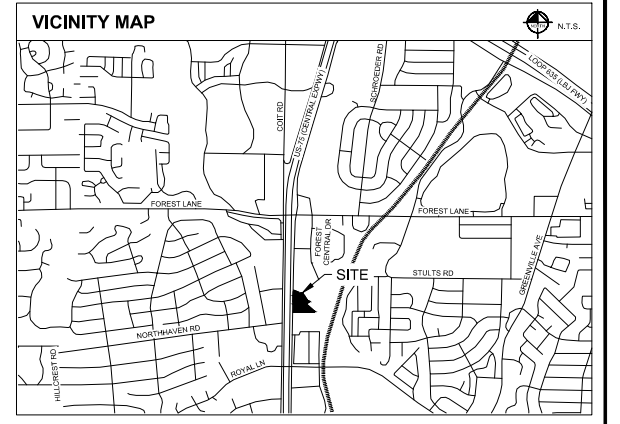 VICINITY MAP
NORTH
N.T.S.
LOOP 635 (LBJ FWY)
SCHROEDER RD
COIT RD
US-75 (CENTRAL EXPWY)
FOREST LANE
FOREST LANE
FOREST
CENTRAL DR
SITE
STULTS RD
GREENVILLE AVE
NORTHHAVEN RD
HILLCREST RD
ROYAL LN